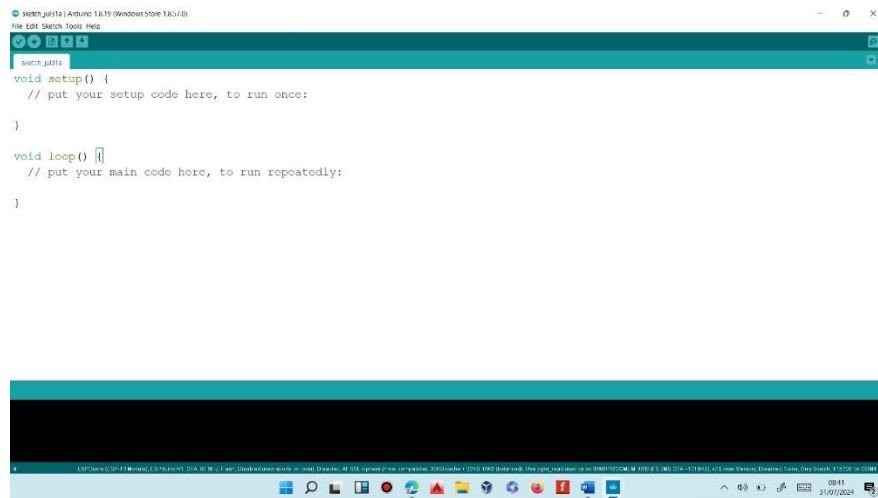 sketch_jul31a | Arduino 1.8.19 (Windows Store 1.8.57.0)
File Edit Sketch Tools Help
sketch_jul31a
void setup() {
// put your setup code here, to run once:
}
void loop() {
// put your main code here, to run repeatedly:
}
08:41
31/07/2024